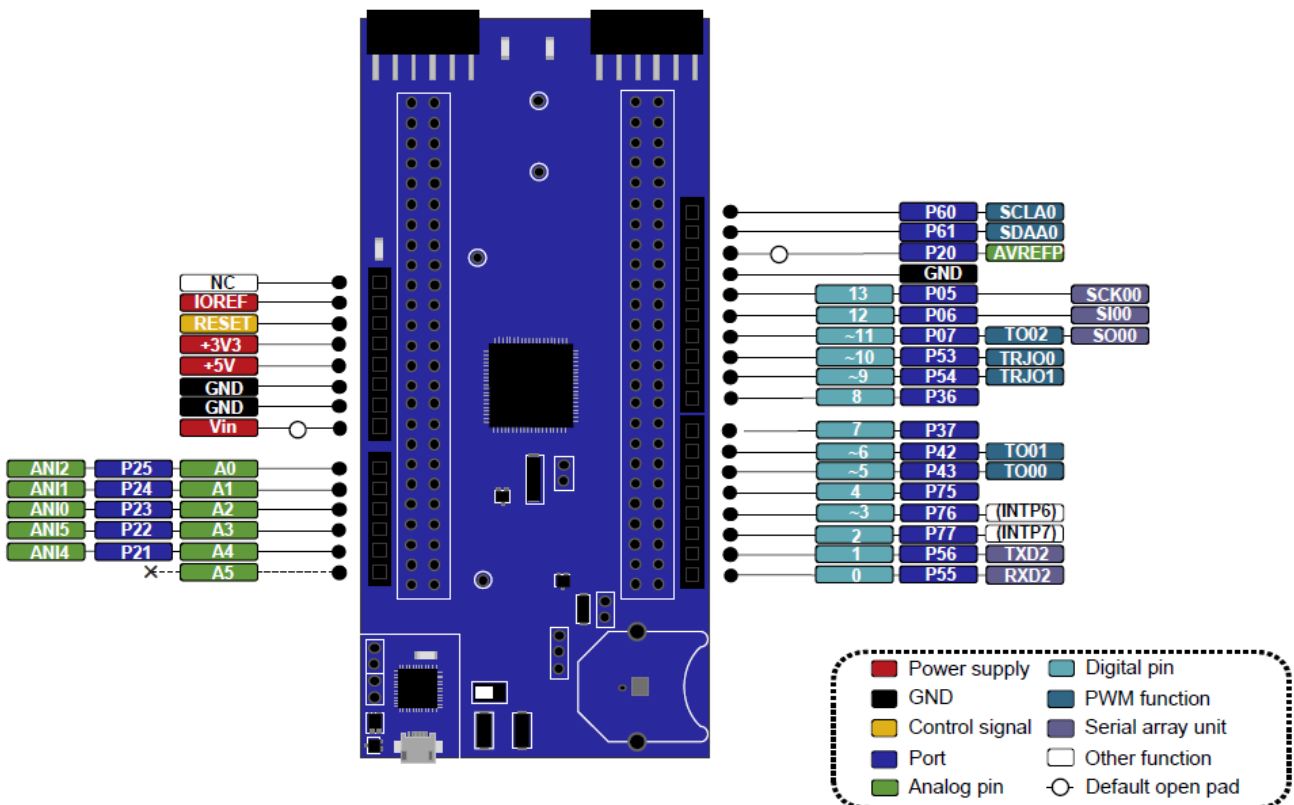 NC
IOREF
RESET
+3V3
+5V
GND
GND
Vin
ANI2 P25 A0
ANI1 P24 A1
ANI0 P23 A2
ANI5 P22 A3
ANI4 P21 A4
A5
P60 SCLA0
P61 SDAA0
P20 AVREFP
GND
13 P05 SCK00
12 P06 SI00
~11 P07 TO02 SO00
~10 P53 TRJO0
~9 P54 TRJO1
8 P36
7 P37
~6 P42 TO01
~5 P43 TO00
4 P75
~3 P76 (INTP6)
2 P77 (INTP7)
1 P56 TXD2
0 P55 RXD2
Power supply Digital pin
GND PWM function
Control signal Serial array unit
Port Other function
Analog pin Default open pad